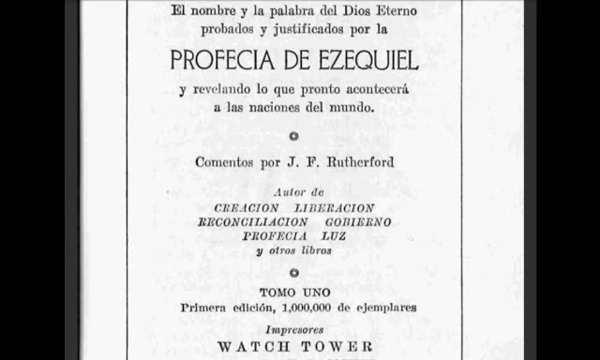 El nombre y la palabra del Dios Eterno
probados y justificados por la
PROFECIA DE EZEQUIEL
y revelando lo que pronto acontecerá
a las naciones del mundo.
Comentos por J. F. Rutherford
Autor de
CREACION LIBERACION
RECONCILIACION GOBIERNO
PROFECIA LUZ
y otros libros
TOMO UNO
Primera edición, 1,000,000 de ejemplares
Impresores
WATCH TOWER